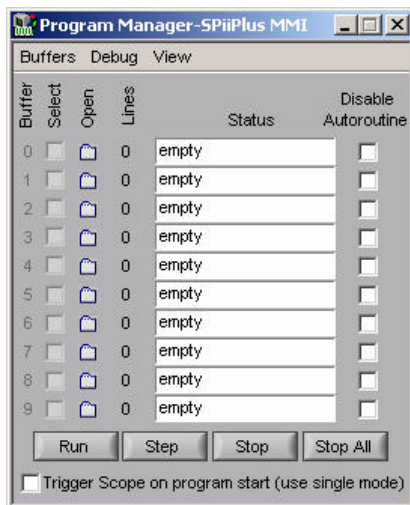 Program Manager-SPiiPlus MMI
Buffers Debug View
Buffer Select Open Lines Status Disable Autoroutine
0 0 empty
1 0 empty
2 0 empty
3 0 empty
4 0 empty
5 0 empty
6 0 empty
7 0 empty
8 0 empty
9 0 empty
Run Step Stop Stop All
Trigger Scope on program start (use single mode)